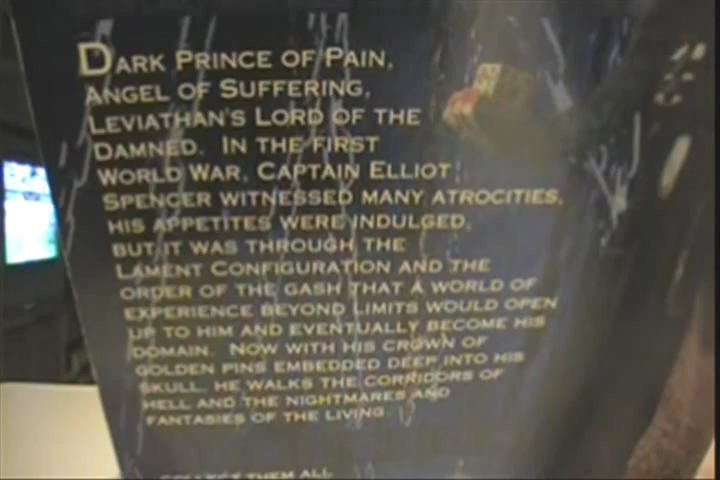 DARK PRINCE OF PAIN,
ANGEL OF SUFFERING,
LEVIATHAN'S LORD OF THE
DAMNED. IN THE FIRST
WORLD WAR, CAPTAIN ELLIOT
SPENCER WITNESSED MANY ATROCITIES,
HIS APPETITES WERE INDULGED,
BUT IT WAS THROUGH THE
LAMENT CONFIGURATION AND THE
ORDER OF THE GASH THAT A WORLD OF
EXPERIENCE BEYOND LIMITS WOULD OPEN
UP TO HIM AND EVENTUALLY BECOME HIS
DOMAIN. NOW WITH HIS CROWN OF
GOLDEN PINS EMBEDDED DEEP INTO HIS
SKULL, HE WALKS THE CORRIDORS OF
HELL AND THE NIGHTMARES AND
FANTASIES OF THE LIVING.
COLLECT THEM ALL